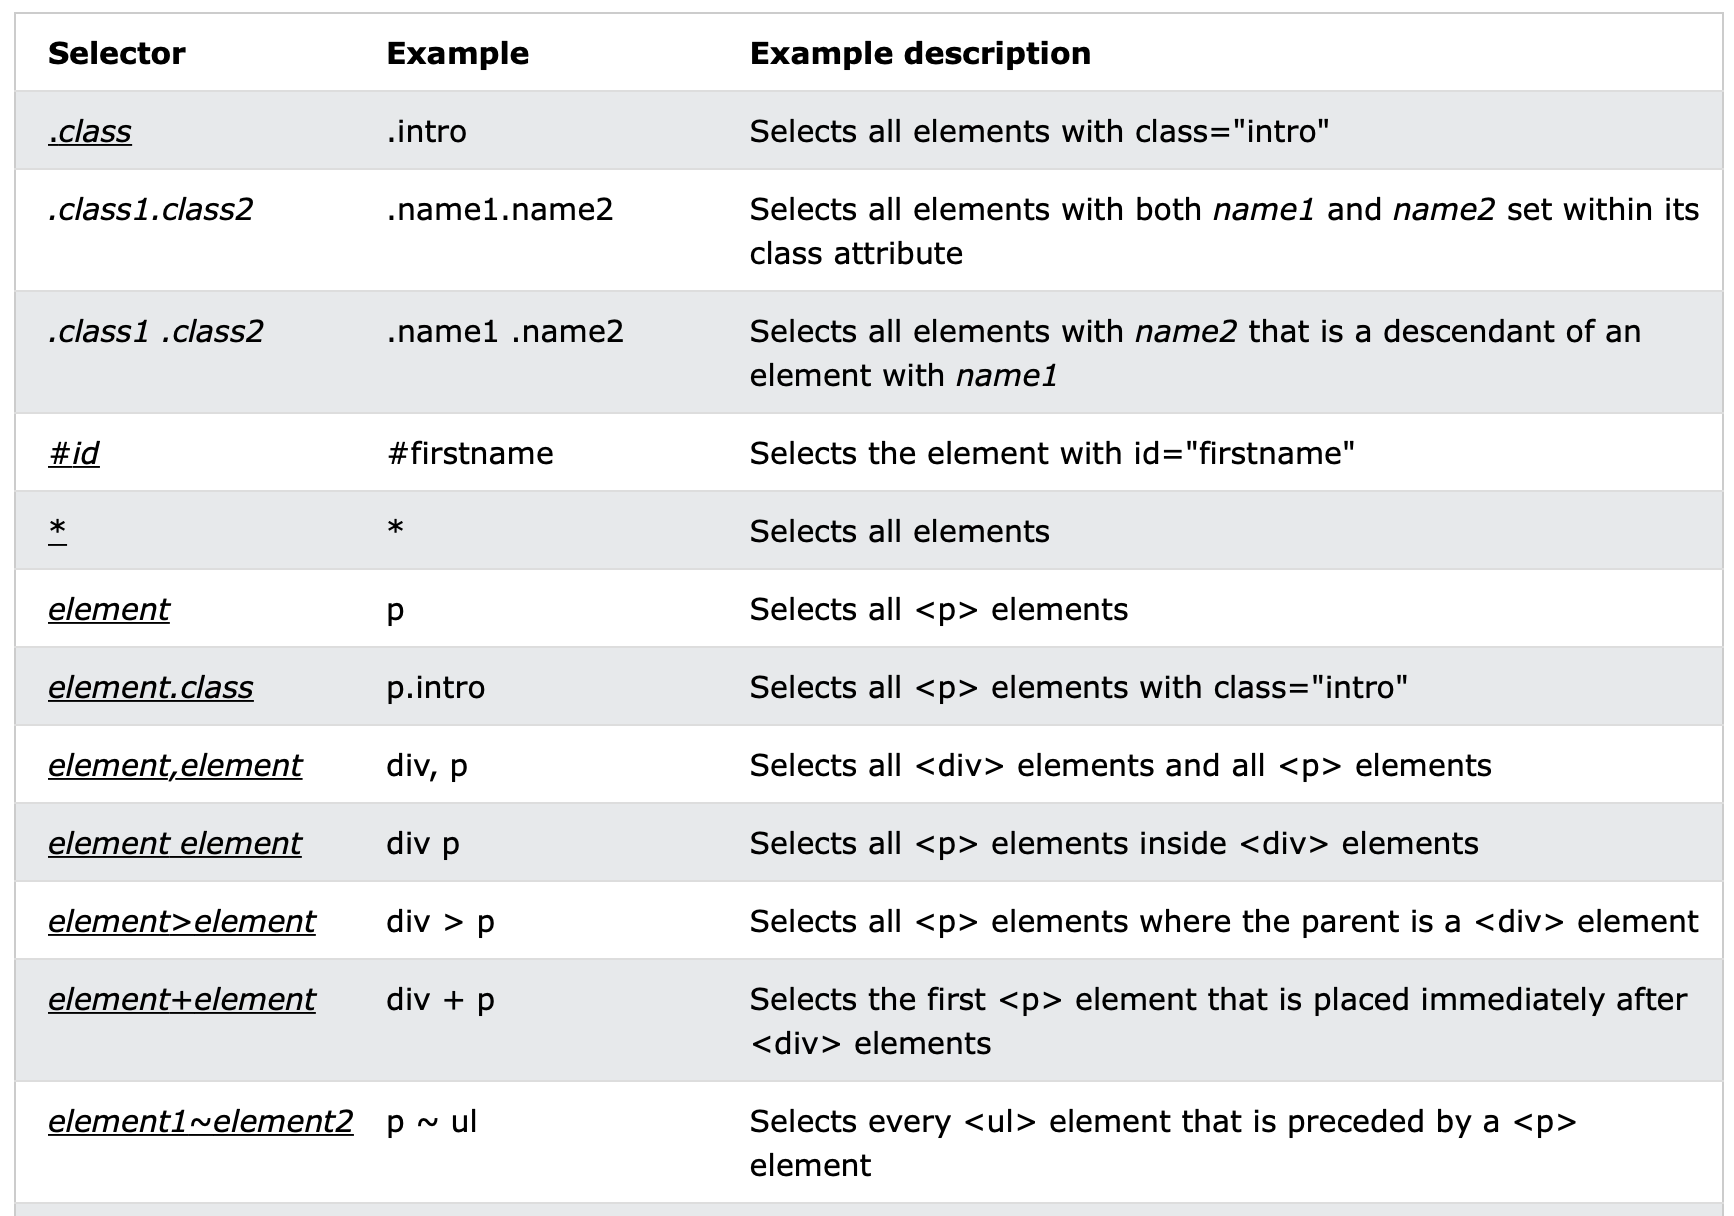 Selector Example Example description
.class .intro Selects all elements with class="intro"
.class1.class2 .name1.name2 Selects all elements with both name1 and name2 set within its
class attribute
.class1 .class2 .name1 .name2 Selects all elements with name2 that is a descendant of an
element with name1
#id #firstname Selects the element with id="firstname"
* * Selects all elements
element p Selects all <p> elements
element.class p.intro Selects all <p> elements with class="intro"
element,element div, p Selects all <div> elements and all <p> elements
element element div p Selects all <p> elements inside <div> elements
element>element div > p Selects all <p> elements where the parent is a <div> element
element+element div + p Selects the first <p> element that is placed immediately after
<div> elements
element1~element2 p ~ ul Selects every <ul> element that is preceded by a <p>
element